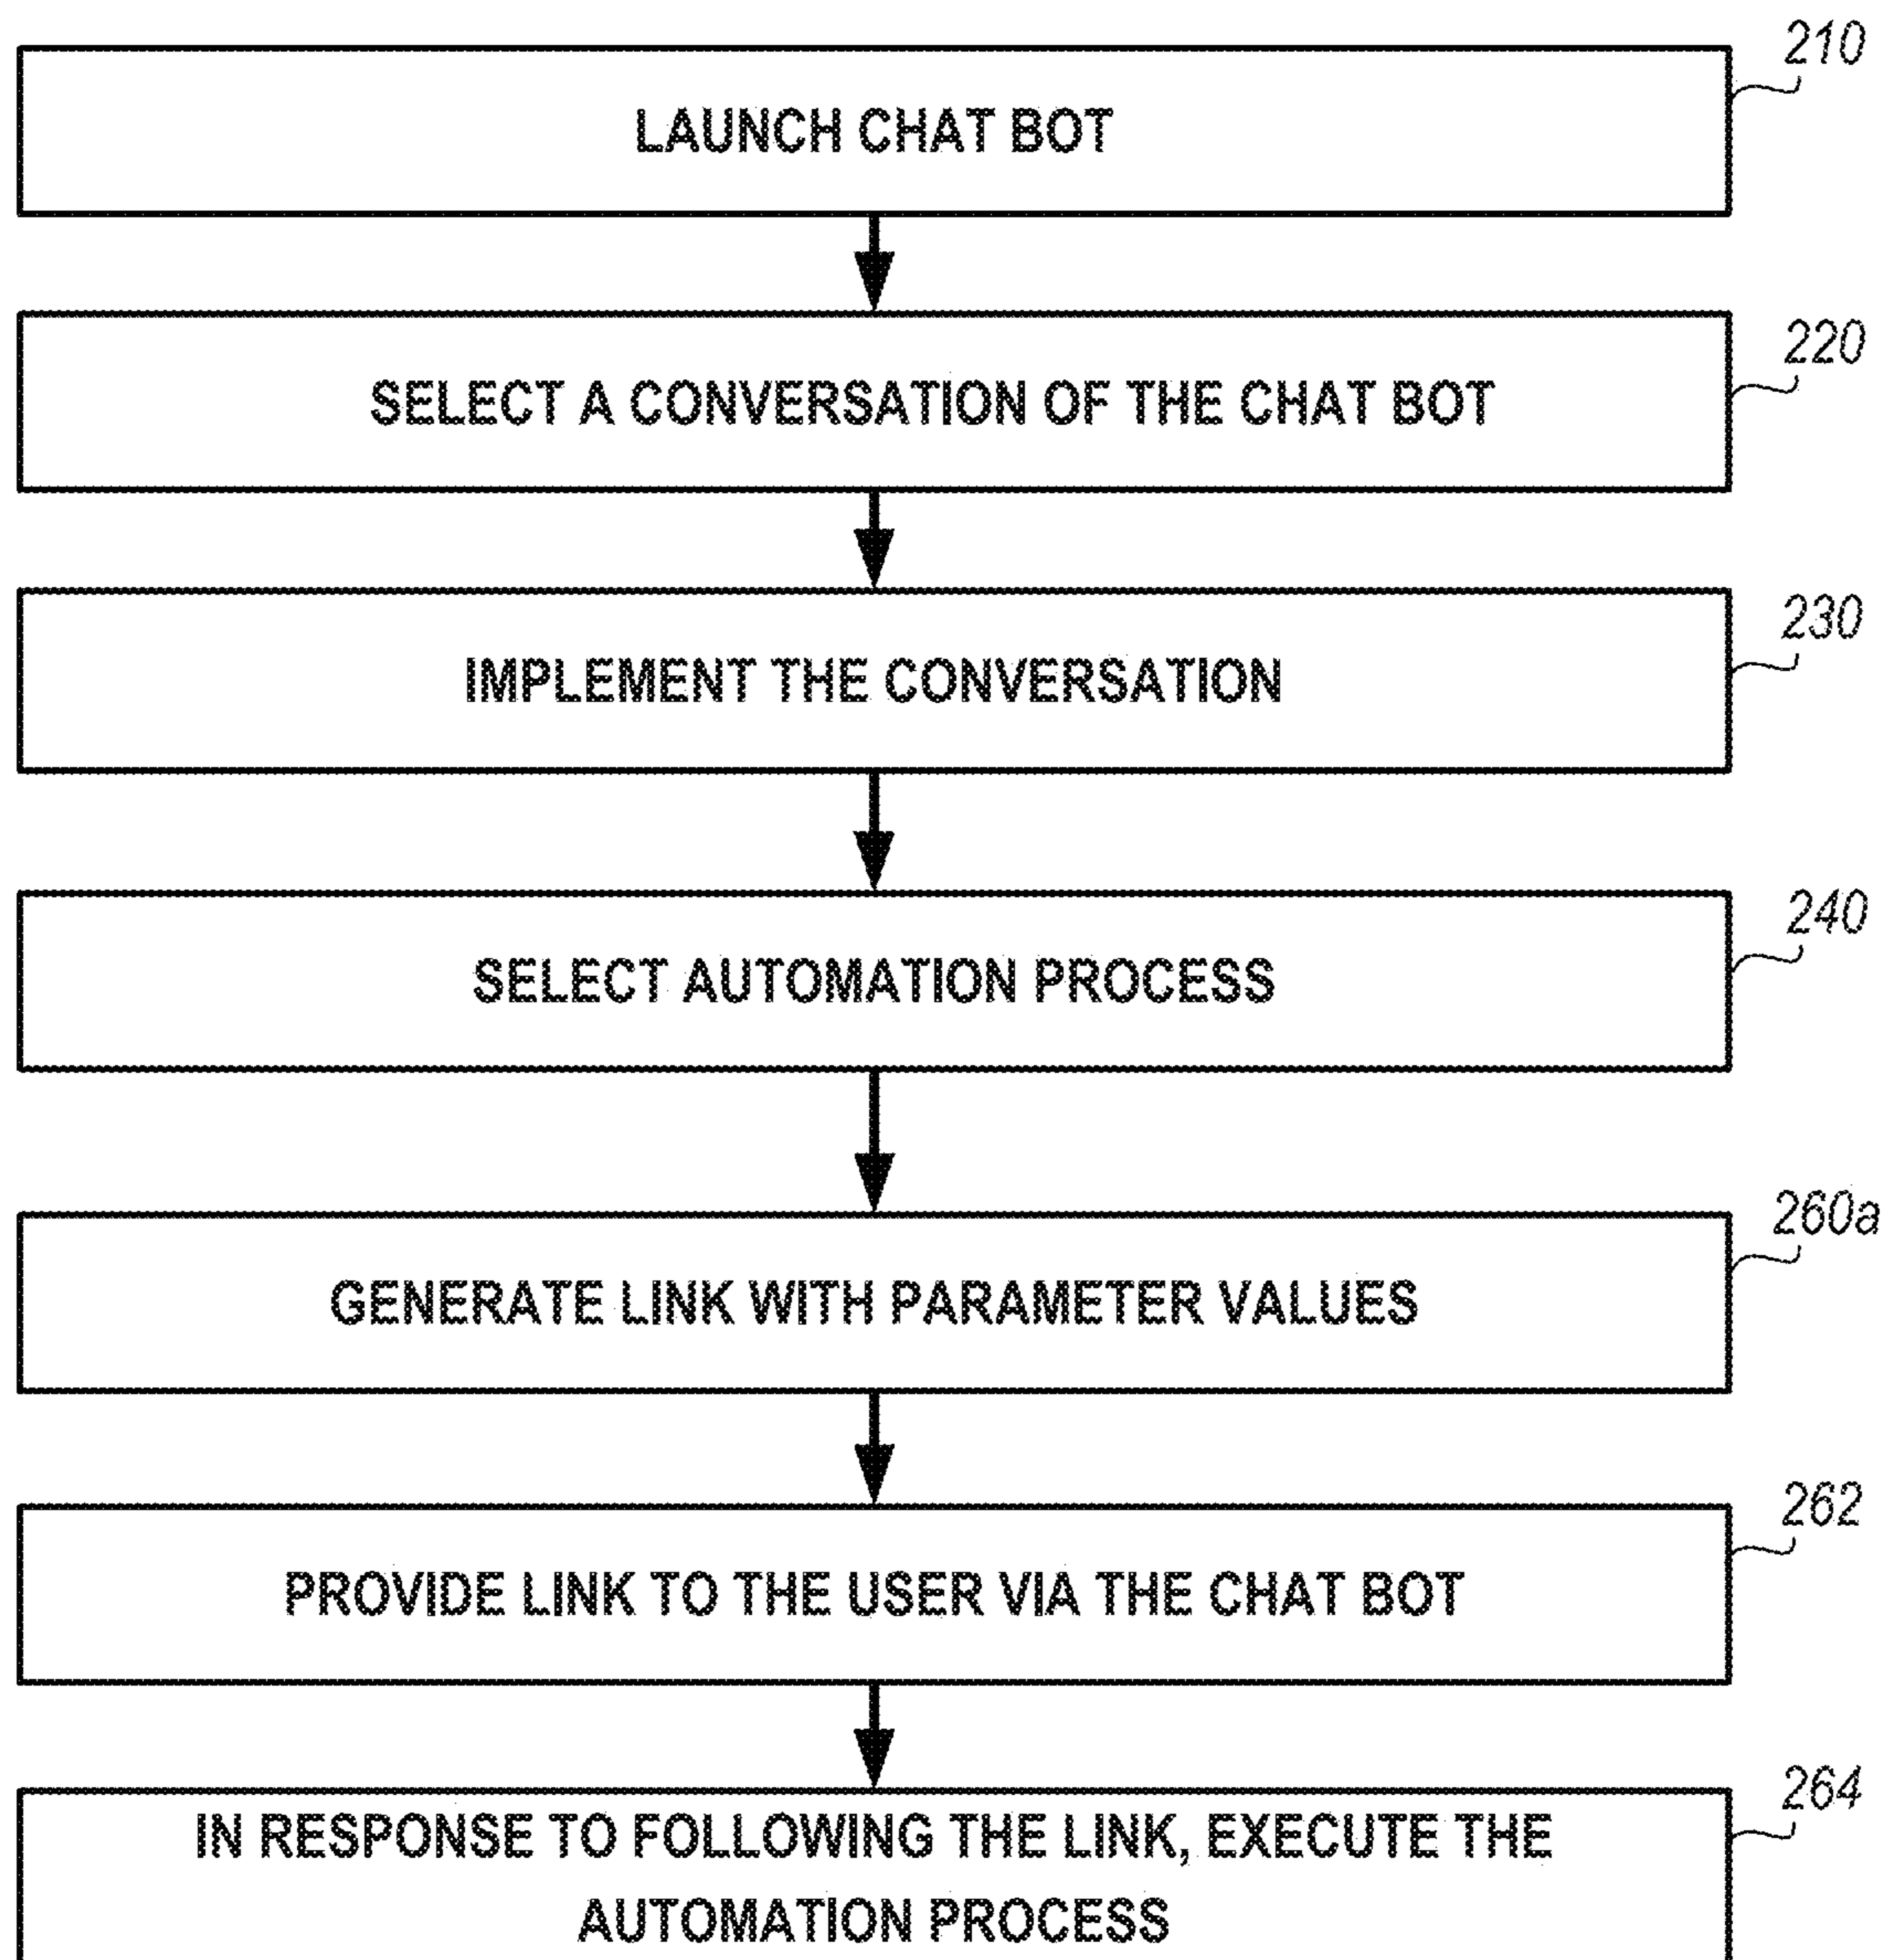 210
LAUNCH CHAT BOT
220
SELECT A CONVERSATION OF THE CHAT BOT
230
IMPLEMENT THE CONVERSATION
240
SELECT AUTOMATION PROCESS
260a
GENERATE LINK WITH PARAMETER VALUES
262
PROVIDE LINK TO THE USER VIA THE CHAT BOT
264
IN RESPONSE TO FOLLOWING THE LINK, EXECUTE THE
AUTOMATION PROCESS